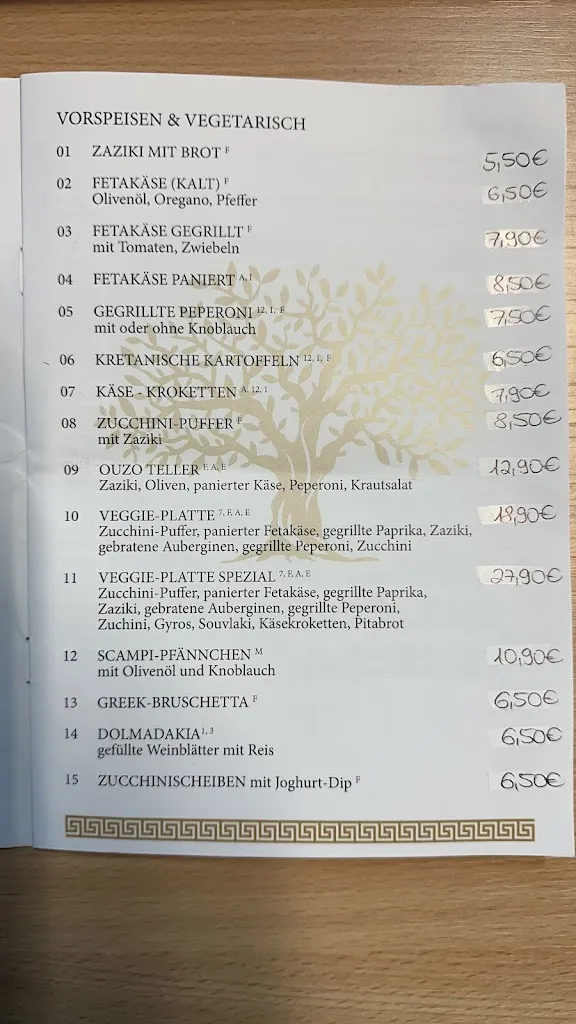 VORSPEISEN & VEGETARISCH
01 ZAZIKI MIT BROT F 5,50€
02 FETAKÄSE (KALT) F 6,50€
Olivenöl, Oregano, Pfeffer
03 FETAKÄSE GEGRILLT F 7,90€
mit Tomaten, Zwiebeln
04 FETAKÄSE PANIERT A, I 8,50€
05 GEGRILLTE PEPERONI 12, I, F 7,50€
mit oder ohne Knoblauch
06 KRETANISCHE KARTOFFELN 12, I, F 6,50€
07 KÄSE - KROKETTEN A, 12, I 7,90€
08 ZUCCHINI-PUFFER F 8,50€
mit Zaziki
09 OUZO TELLER F, A, E 12,90€
Zaziki, Oliven, panierter Käse, Peperoni, Krautsalat
10 VEGGIE-PLATTE 7, F, A, E 18,90€
Zucchini-Puffer, panierter Fetakäse, gegrillte Paprika, Zaziki,
gebratene Auberginen, gegrillte Peperoni, Zucchini
11 VEGGIE-PLATTE SPEZIAL 7, F, A, E 27,90€
Zucchini-Puffer, panierter Fetakäse, gegrillte Paprika,
Zaziki, gebratene Auberginen, gegrillte Peperoni,
Zuchini, Gyros, Souvlaki, Käsekroketten, Pitabrot
12 SCAMPI-PFÄNNCHEN M 10,90€
mit Olivenöl und Knoblauch
13 GREEK-BRUSCHETTA F 6,50€
14 DOLMADAKIA 1, 3 6,50€
gefüllte Weinblätter mit Reis
15 ZUCCHINISCHEIBEN mit Joghurt-Dip F 6,50€